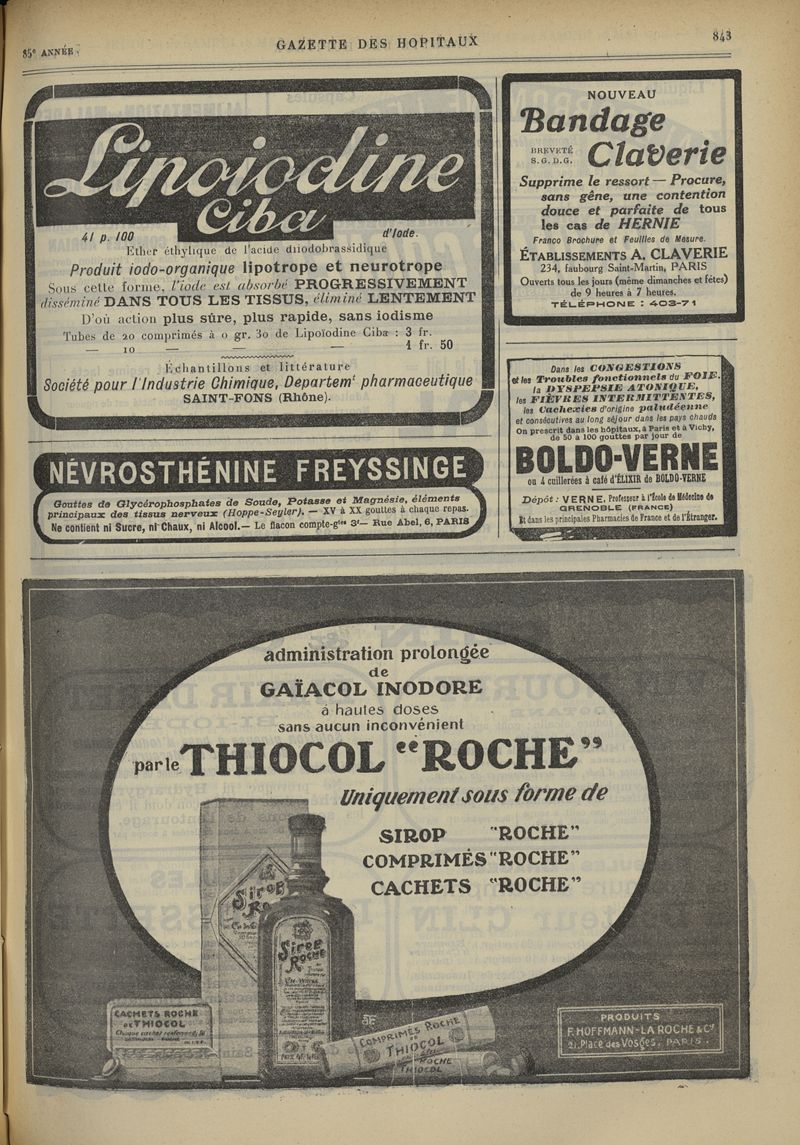 85e ANNÉE
GAZETTE DES HOPITAUX
843
Lipoiodine
Ciba
41 p. 100
d'Iode.
Ether éthylique de l'acide diiodobrassidique
Produit iodo-organique lipotrope et neurotrope
Sous cette forme, l'iode est absorbé PROGRESSIVEMENT
disséminé DANS TOUS LES TISSUS, éliminé LENTEMENT
D'où action plus sûre, plus rapide, sans iodisme
Tubes de 20 comprimés à 0 gr. 30 de Lipoïodine Ciba : 3 fr.
— 10 — — — 1 fr. 50
Échantillons et littérature
Société pour l'Industrie Chimique, Departemt pharmaceutique
SAINT-FONS (Rhône).
NOUVEAU
Bandage
BREVETÉ
S. G. D. G.
Claverie
Supprime le ressort — Procure,
sans gêne, une contention
douce et parfaite de tous
les cas de HERNIE
Franco Brochure et Feuilles de Mesure.
ÉTABLISSEMENTS A. CLAVERIE
234, faubourg Saint-Martin, PARIS
Ouverts tous les jours (même dimanches et fêtes)
de 9 heures à 7 heures.
TÉLÉPHONE : 403-71
Dans les CONGESTIONS
et les Troubles fonctionnels du FOIE,
la DYSPEPSIE ATONIQUE,
les FIÈVRES INTERMITTENTES,
les Cachexies d'origine paludéenne
et consécutives au long séjour dans les pays chauds
On prescrit dans les hôpitaux, à Paris et à Vichy,
de 50 à 100 gouttes par jour de
BOLDO-VERNE
ou 4 cuillerées à café d'ÉLIXIR de BOLDO-VERNE
Dépôt : VERNE, Professeur à l'École de Médecine de
GRENOBLE (FRANCE)
Et dans les principales Pharmacies de France et de l'Étranger.
NÉVROSTHÉNINE FREYSSINGE
Gouttes de Glycérophosphates de Soude, Potasse et Magnésie, éléments
principaux des tissus nerveux (Hoppe-Seyler). — XV à XX gouttes à chaque repas.
Ne contient ni Sucre, ni Chaux, ni Alcool. — Le flacon compte-gttes 3f — Rue Abel, 6, PARIS
administration prolongée
de
GAÏACOL INODORE
à hautes doses
sans aucun inconvénient
par le THIOCOL "ROCHE"
Uniquement sous forme de
SIROP "ROCHE"
COMPRIMÉS "ROCHE"
CACHETS "ROCHE"
Sirop
Roche
CACHETS ROCHE
DE THIOCOL
COMPRIMÉS ROCHE
THIOCOL
ROCHE
THIOCOL
PRODUITS
F. HOFFMANN-LA ROCHE & Co
21, Place des Vosges, PARIS.